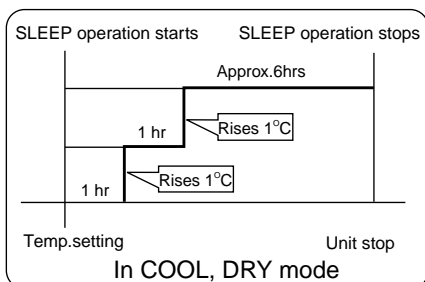 SLEEP operation starts SLEEP operation stops
Approx.6hrs
1 hr
Rises 1°C
1 hr
Rises 1°C
Temp.setting
Unit stop
In COOL, DRY mode